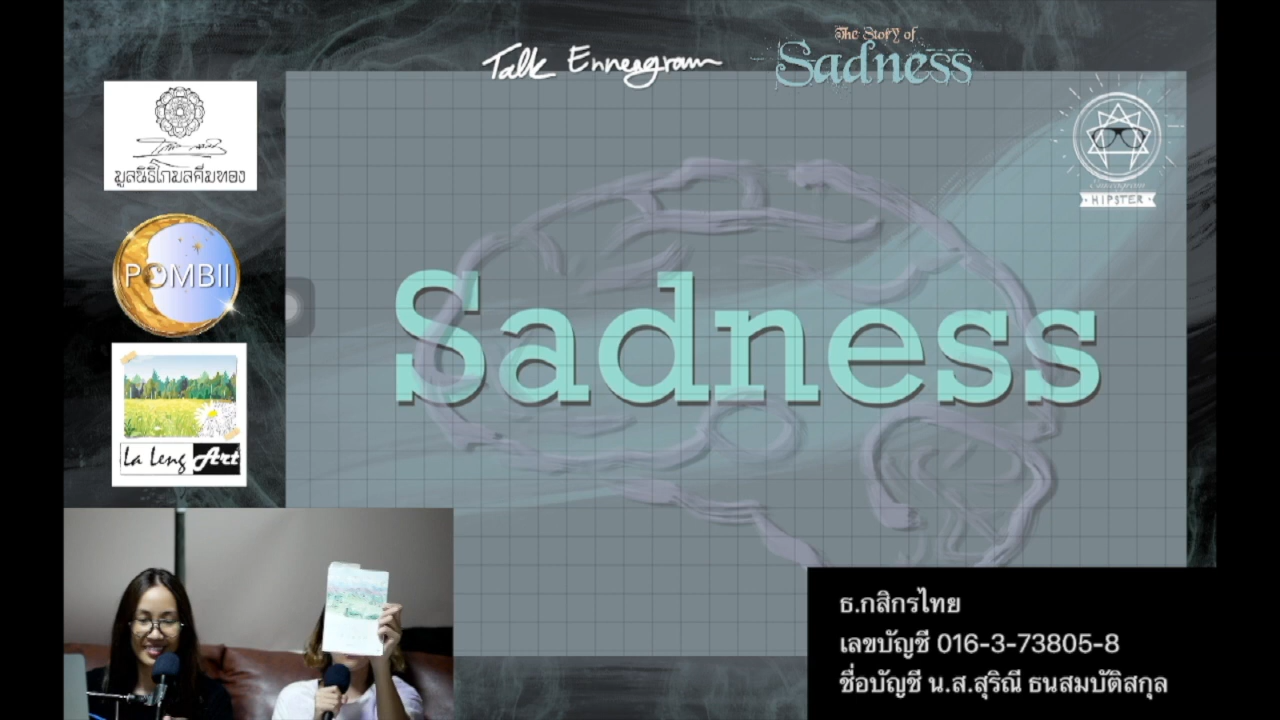 Talk Enneagram
The Story of
Sadness
มูลนิธิโกมลคีมทอง
POMBII
La Leng Art
Enneagram
HIPSTER
Sadness
ธ.กสิกรไทย
เลขบัญชี 016-3-73805-8
ชื่อบัญชี น.ส.สุริณี ธนสมบัติสกุล